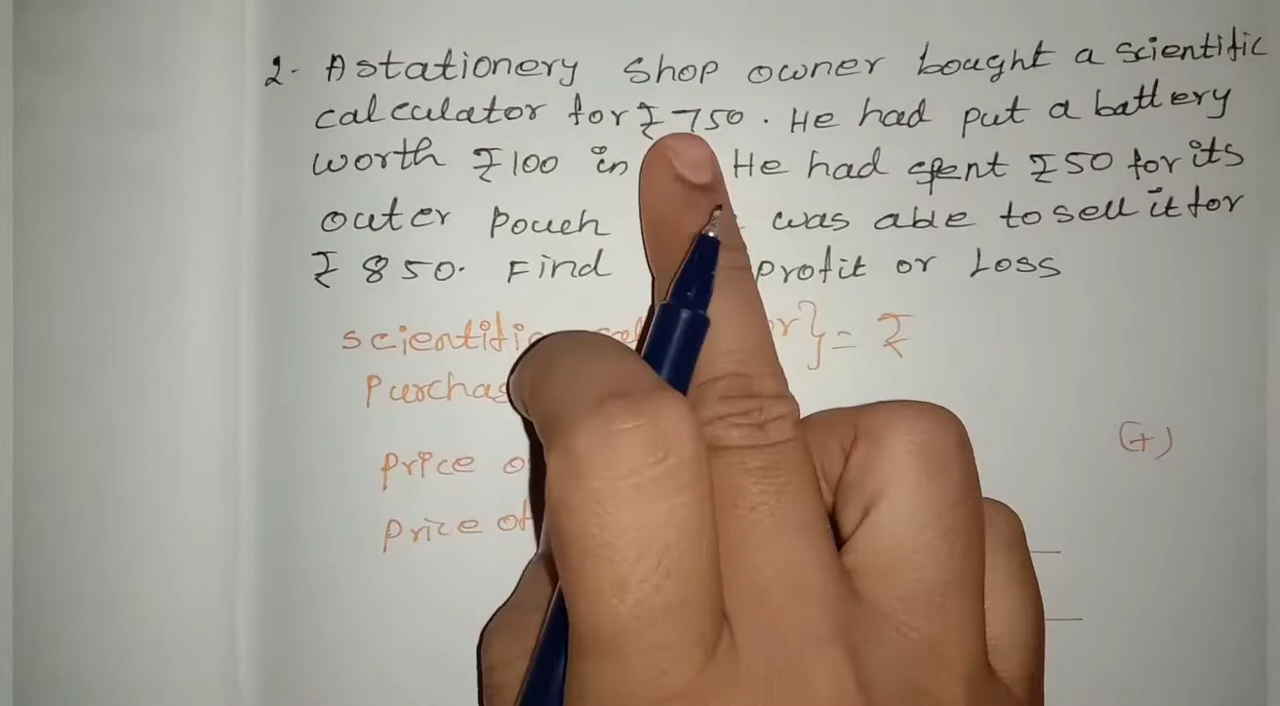 2. A stationery shop owner bought a scientific
calculator for ₹750. He had put a battery
worth ₹100 in He had spent ₹50 for its
outer pouch was able to sell it for
₹ 850. Find profit or Loss
= ₹
Price
(+)
Price of